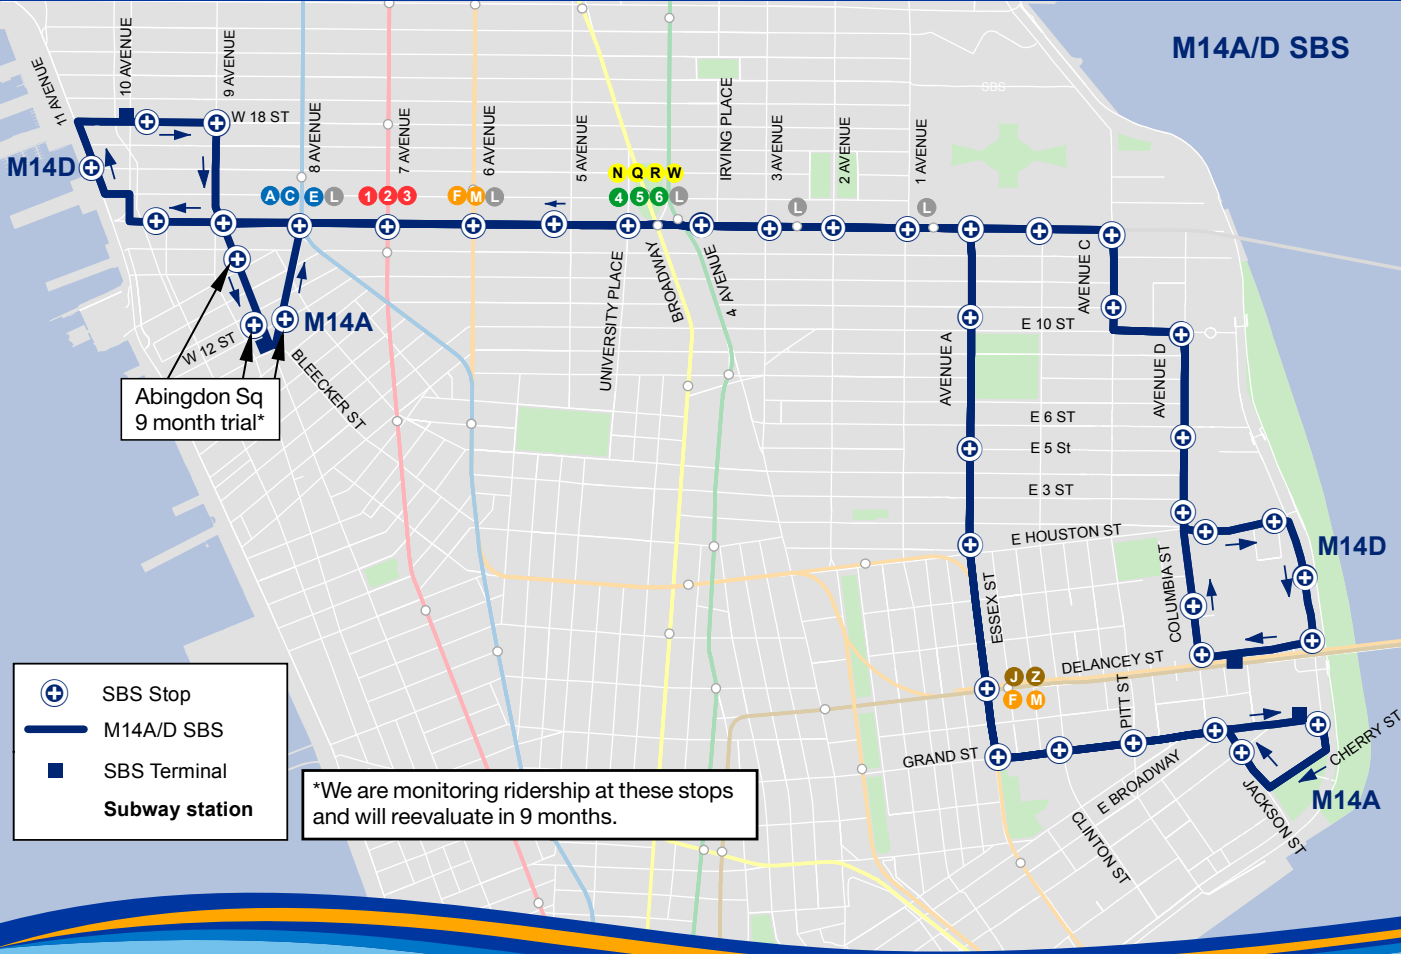 M14A/D SBS
SBS
11 AVENUE
10 AVENUE
9 AVENUE
W 18 ST
8 AVENUE
7 AVENUE
6 AVENUE
5 AVENUE
IRVING PLACE
3 AVENUE
2 AVENUE
1 AVENUE
M14D
A C E L
1 2 3
F M L
N Q R W
4 5 6 L
L
L
UNIVERSITY PLACE
BROADWAY
4 AVENUE
AVENUE C
M14A
W 12 ST
BLEECKER ST
Abingdon Sq
9 month trial*
AVENUE A
E 10 ST
AVENUE D
E 6 ST
E 5 St
E 3 ST
E HOUSTON ST
M14D
COLUMBIA ST
ESSEX ST
DELANCEY ST
J Z
F M
PITT ST
GRAND ST
E BROADWAY
CLINTON ST
JACKSON ST
CHERRY ST
M14A
SBS Stop
M14A/D SBS
SBS Terminal
Subway station
*We are monitoring ridership at these stops
and will reevaluate in 9 months.